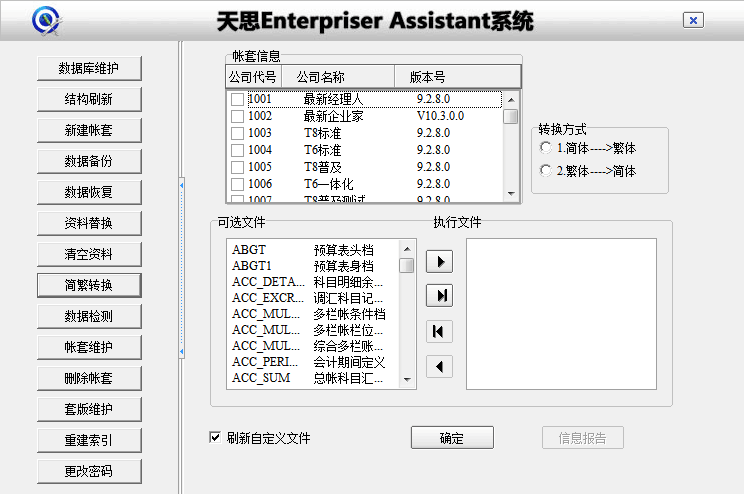 天思Enterpriser Assistant系统
数据库维护
结构刷新
新建帐套
数据备份
数据恢复
资料替换
清空资料
简繁转换
数据检测
帐套维护
删除帐套
套版维护
重建索引
更改密码
帐套信息
公司代号 公司名称 版本号
1001 最新经理人 9.2.8.0
1002 最新企业家 V10.3.0.0
1003 T8标准 9.2.8.0
1004 T6标准 9.2.8.0
1005 T8普及 9.2.8.0
1006 T6一体化 9.2.8.0
1007 T8普及测试 9.2.8.0
转换方式
1.简体---->繁体
2.繁体---->简体
可选文件 执行文件
ABGT 预算表头档
ABGT1 预算表身档
ACC_DETA... 科目明细余...
ACC_EXCR... 调汇科目记...
ACC_MUL... 多栏帐条件档
ACC_MUL... 多栏帐栏位...
ACC_MUL... 综合多栏账...
ACC_PERI... 会计期间定义
ACC_SUM 总帐科目汇...
刷新自定义文件
确定
信息报告